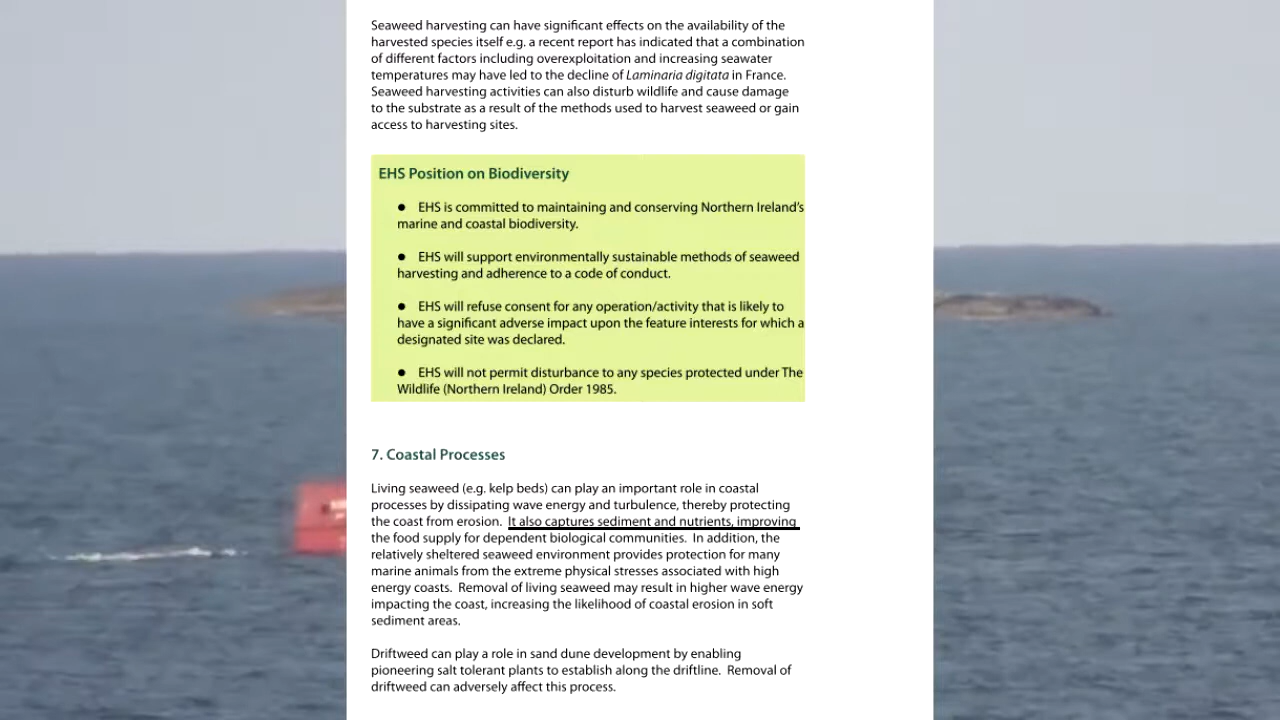 Seaweed harvesting can have significant effects on the availability of the
harvested species itself e.g. a recent report has indicated that a combination
of different factors including overexploitation and increasing seawater
temperatures may have led to the decline of Laminaria digitata in France.
Seaweed harvesting activities can also disturb wildlife and cause damage
to the substrate as a result of the methods used to harvest seaweed or gain
access to harvesting sites.
EHS Position on Biodiversity
● EHS is committed to maintaining and conserving Northern Ireland’s
marine and coastal biodiversity.
● EHS will support environmentally sustainable methods of seaweed
harvesting and adherence to a code of conduct.
● EHS will refuse consent for any operation/activity that is likely to
have a significant adverse impact upon the feature interests for which a
designated site was declared.
● EHS will not permit disturbance to any species protected under The
Wildlife (Northern Ireland) Order 1985.
7. Coastal Processes
Living seaweed (e.g. kelp beds) can play an important role in coastal
processes by dissipating wave energy and turbulence, thereby protecting
the coast from erosion. It also captures sediment and nutrients, improving
the food supply for dependent biological communities. In addition, the
relatively sheltered seaweed environment provides protection for many
marine animals from the extreme physical stresses associated with high
energy coasts. Removal of living seaweed may result in higher wave energy
impacting the coast, increasing the likelihood of coastal erosion in soft
sediment areas.
Driftweed can play a role in sand dune development by enabling
pioneering salt tolerant plants to establish along the driftline. Removal of
driftweed can adversely affect this process.